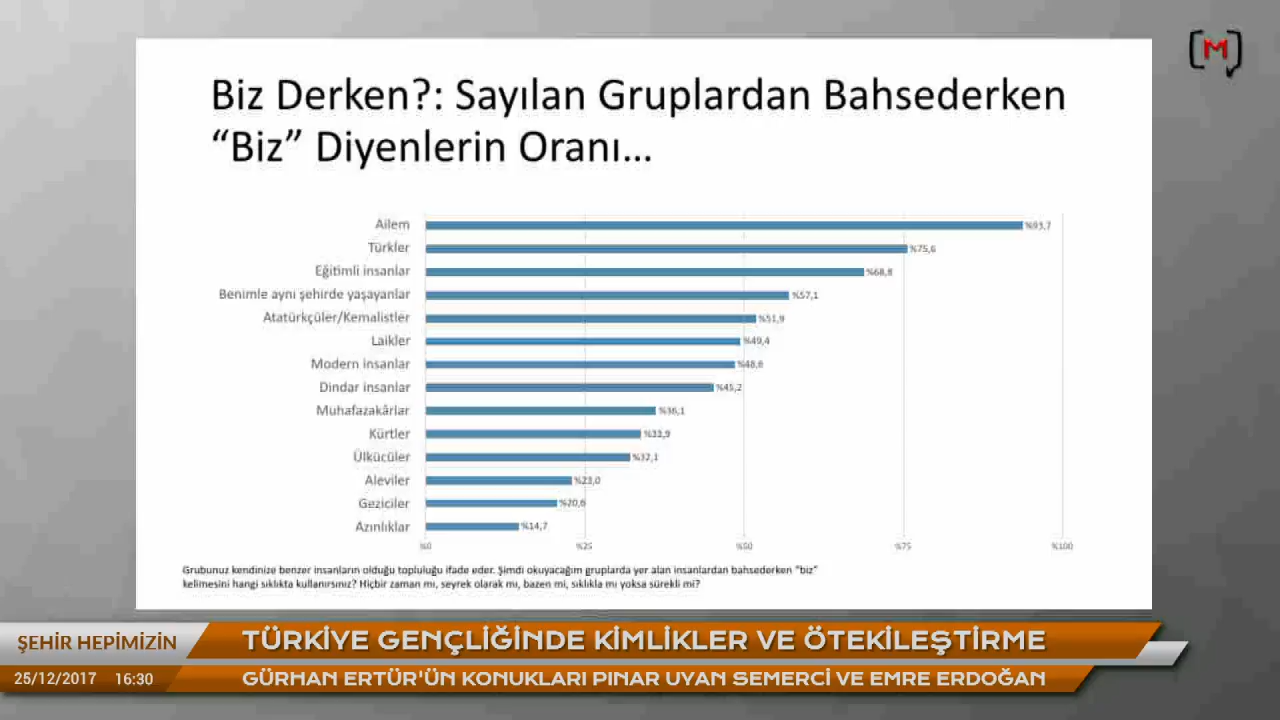 Biz Derken?: Sayılan Gruplardan Bahsederken
“Biz” Diyenlerin Oranı...
[M]
Ailem %93,7
Türkler %75,6
Eğitimli insanlar %68,8
Benimle aynı şehirde yaşayanlar %57,1
Atatürkçüler/Kemalistler %51,9
Laikler %49,4
Modern insanlar %48,6
Dindar insanlar %45,2
Muhafazakârlar %36,1
Kürtler %33,9
Ülkücüler %32,1
Aleviler %23,0
Geziciler %20,6
Azınlıklar %14,7
%0 %25 %50 %75 %100
Grubunuz kendinize benzer insanların olduğu topluluğu ifade eder. Şimdi okuyacağım gruplarda yer alan insanlardan bahsederken “biz”
kelimesini hangi sıklıkta kullanırsınız? Hiçbir zaman mı, seyrek olarak mı, bazen mi, sıklıkla mı yoksa sürekli mi?
ŞEHİR HEPİMİZİN
TÜRKİYE GENÇLİĞİNDE KİMLİKLER VE ÖTEKİLEŞTİRME
25/12/2017 16:30
GÜRHAN ERTÜR'ÜN KONUKLARI PINAR UYAN SEMERCİ VE EMRE ERDOĞAN